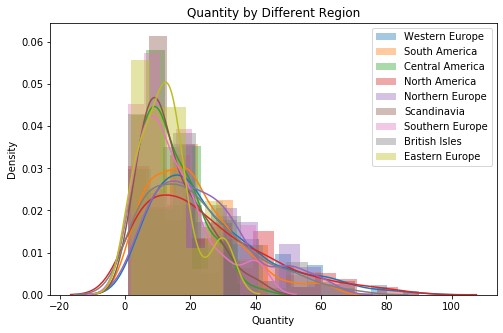 Quantity by Different Region
Western Europe
South America
Central America
North America
Northern Europe
Scandinavia
Southern Europe
British Isles
Eastern Europe
Density
0.06
0.05
0.04
0.03
0.02
0.01
0.00
−20 0 20 40 60 80 100
Quantity